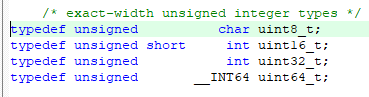 /* exact-width unsigned integer types */
typedef unsigned          char uint8_t;
typedef unsigned short     int uint16_t;
typedef unsigned           int uint32_t;
typedef unsigned       __INT64 uint64_t;